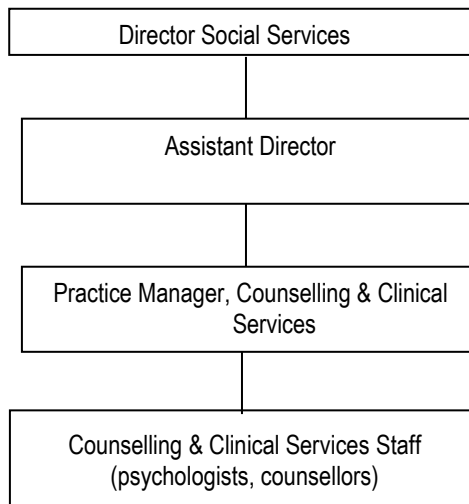 Director Social Services
Assistant Director
Practice Manager, Counselling & Clinical
Services
Counselling & Clinical Services Staff
(psychologists, counsellors)